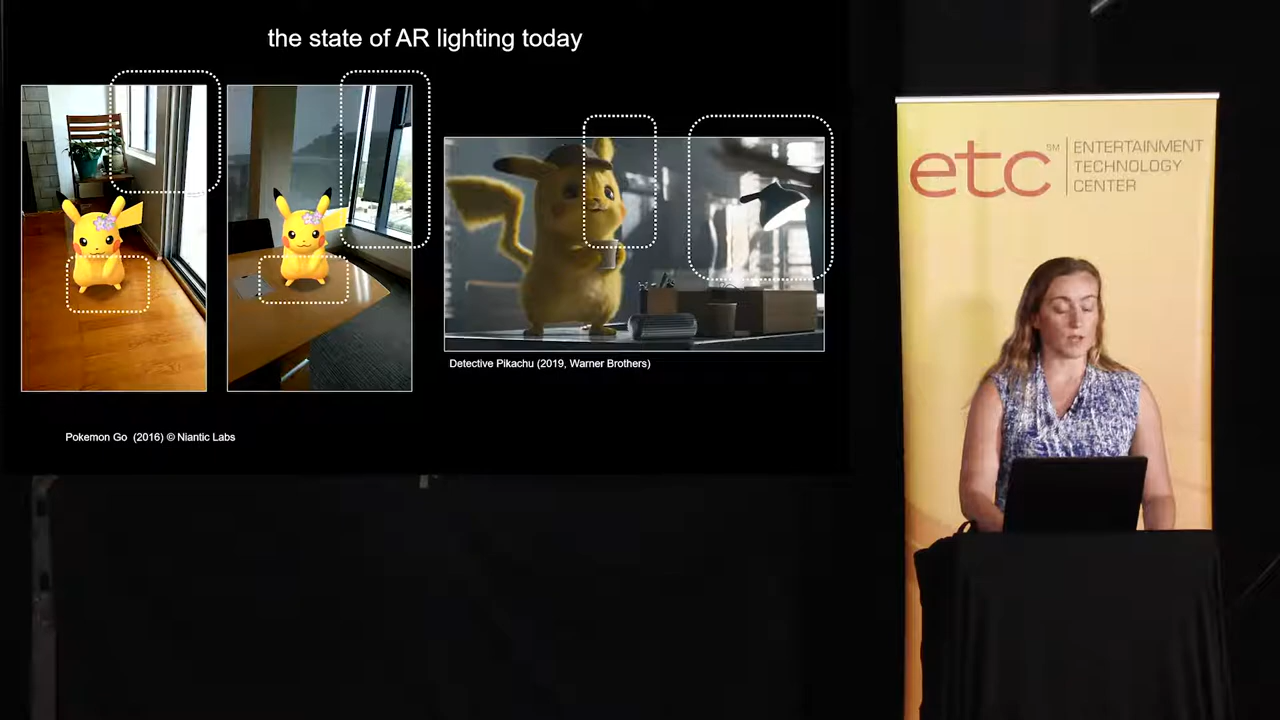 the state of AR lighting today
Detective Pikachu (2019, Warner Brothers)
Pokemon Go (2016) © Niantic Labs
etc SM
ENTERTAINMENT
TECHNOLOGY
CENTER